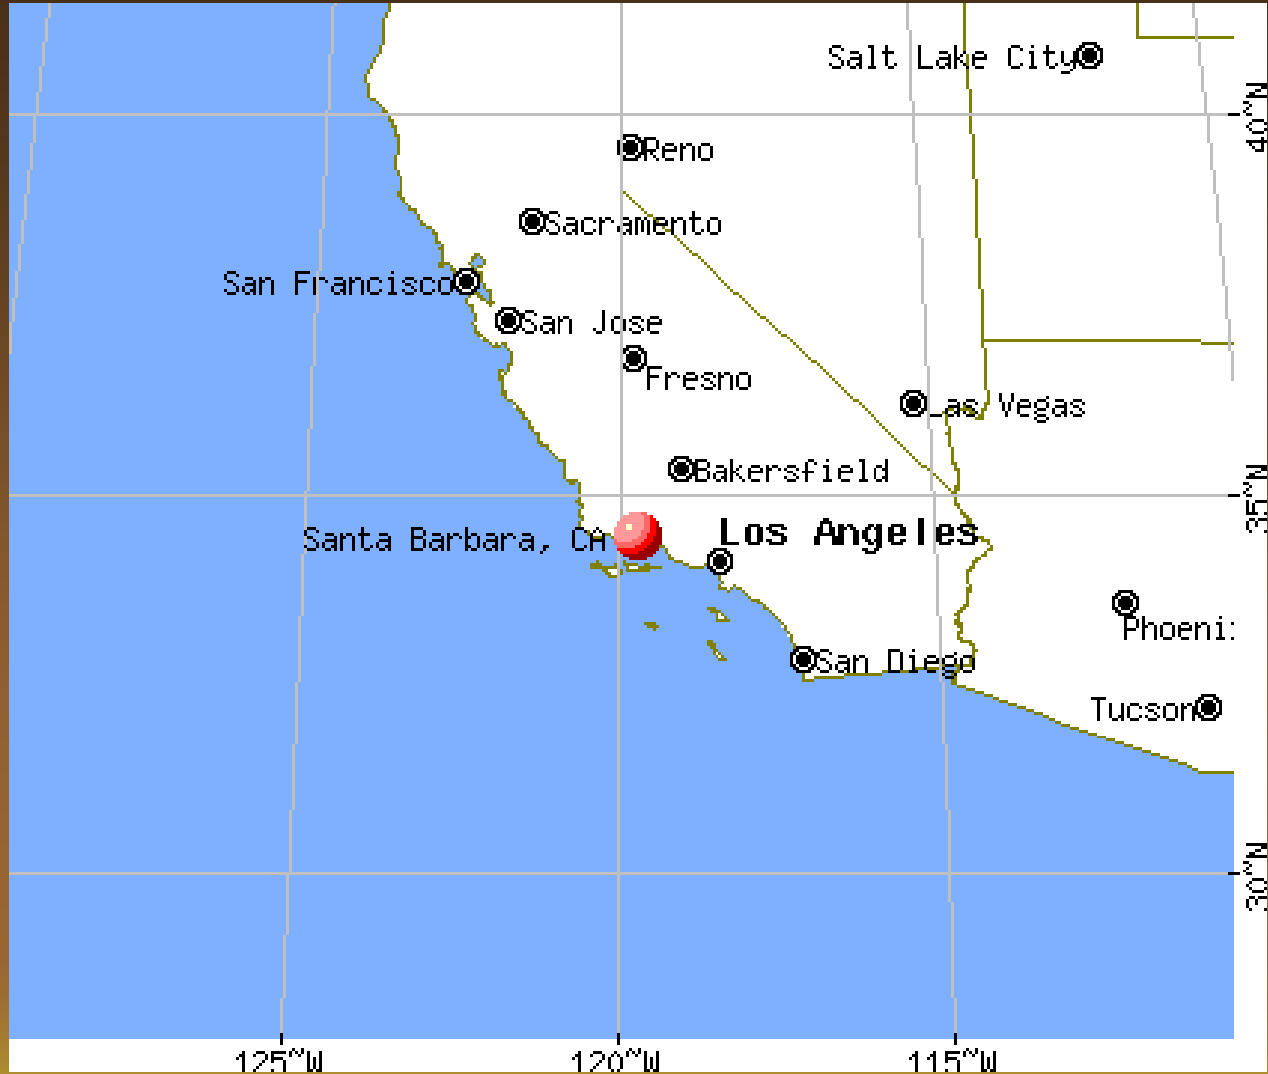 Salt Lake City
40~N
Reno
Sacramento
San Francisco
San Jose
Fresno
Las Vegas
Bakersfield
35~N
Los Angeles
Santa Barbara, CA
Phoeni
San Diego
Tucson
30~N
125~W
120~W
115~W